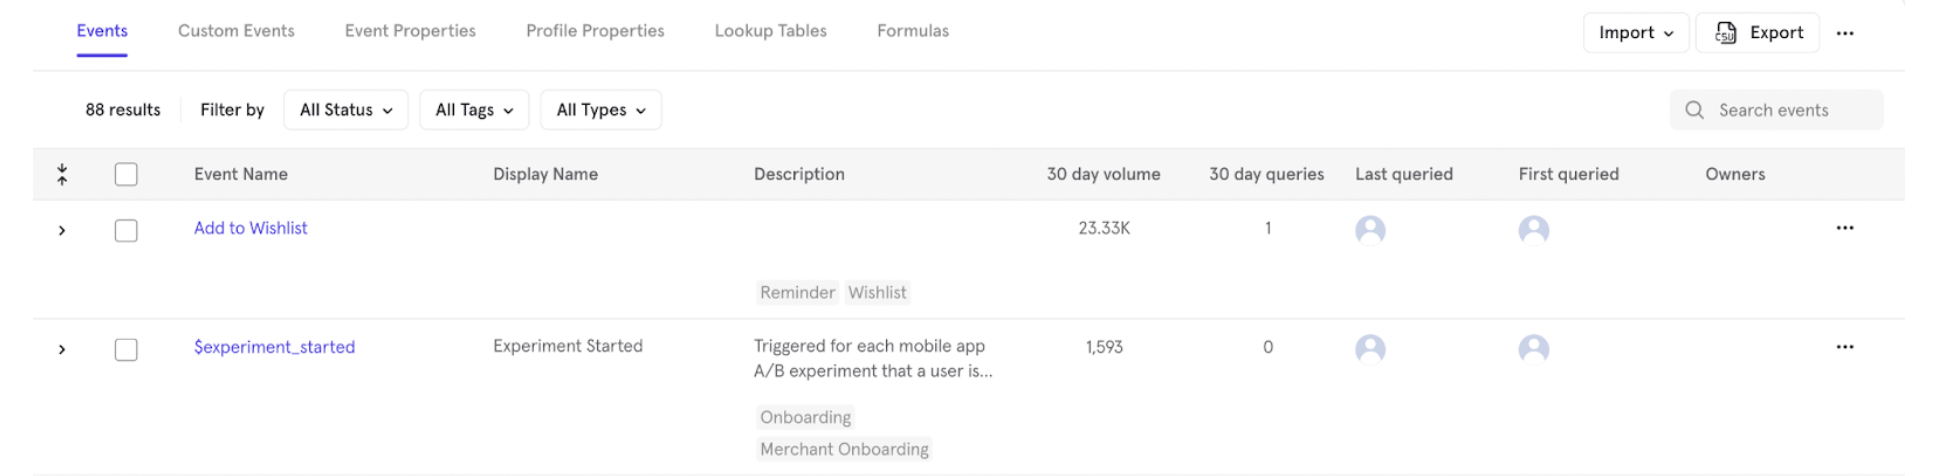 Events Custom Events Event Properties Profile Properties Lookup Tables Formulas Import CSV Export ...
88 results Filter by All Status All Tags All Types Search events
Event Name Display Name Description 30 day volume 30 day queries Last queried First queried Owners
Add to Wishlist 23.33K 1 ...
Reminder Wishlist
$experiment_started Experiment Started Triggered for each mobile app 1,593 0 ...
A/B experiment that a user is...
Onboarding
Merchant Onboarding